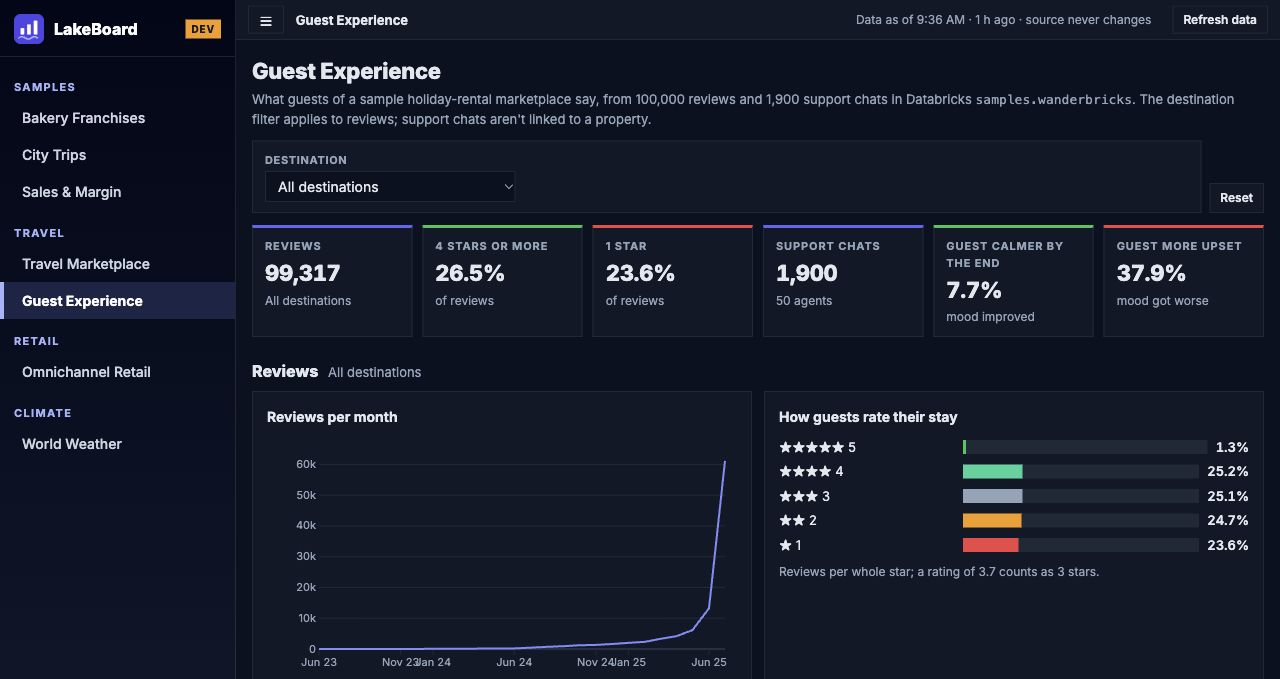 LakeBoard DEV
SAMPLES
Bakery Franchises
City Trips
Sales & Margin
TRAVEL
Travel Marketplace
Guest Experience
RETAIL
Omnichannel Retail
CLIMATE
World Weather
Guest Experience
Data as of 9:36 AM · 1 h ago · source never changes
Refresh data
Guest Experience
What guests of a sample holiday-rental marketplace say, from 100,000 reviews and 1,900 support chats in Databricks samples.wanderbricks. The destination
filter applies to reviews; support chats aren't linked to a property.
DESTINATION
All destinations
Reset
REVIEWS
99,317
All destinations
4 STARS OR MORE
26.5%
of reviews
1 STAR
23.6%
of reviews
SUPPORT CHATS
1,900
50 agents
GUEST CALMER BY
THE END
7.7%
mood improved
GUEST MORE UPSET
37.9%
mood got worse
Reviews All destinations
Reviews per month
60k
50k
40k
30k
20k
10k
0
Jun 23 Nov 23 Jan 24 Jun 24 Nov 24 Jan 25 Jun 25
How guests rate their stay
★★★★★ 5 1.3%
★★★★ 4 25.2%
★★★ 3 25.1%
★★ 2 24.7%
★ 1 23.6%
Reviews per whole star; a rating of 3.7 counts as 3 stars.